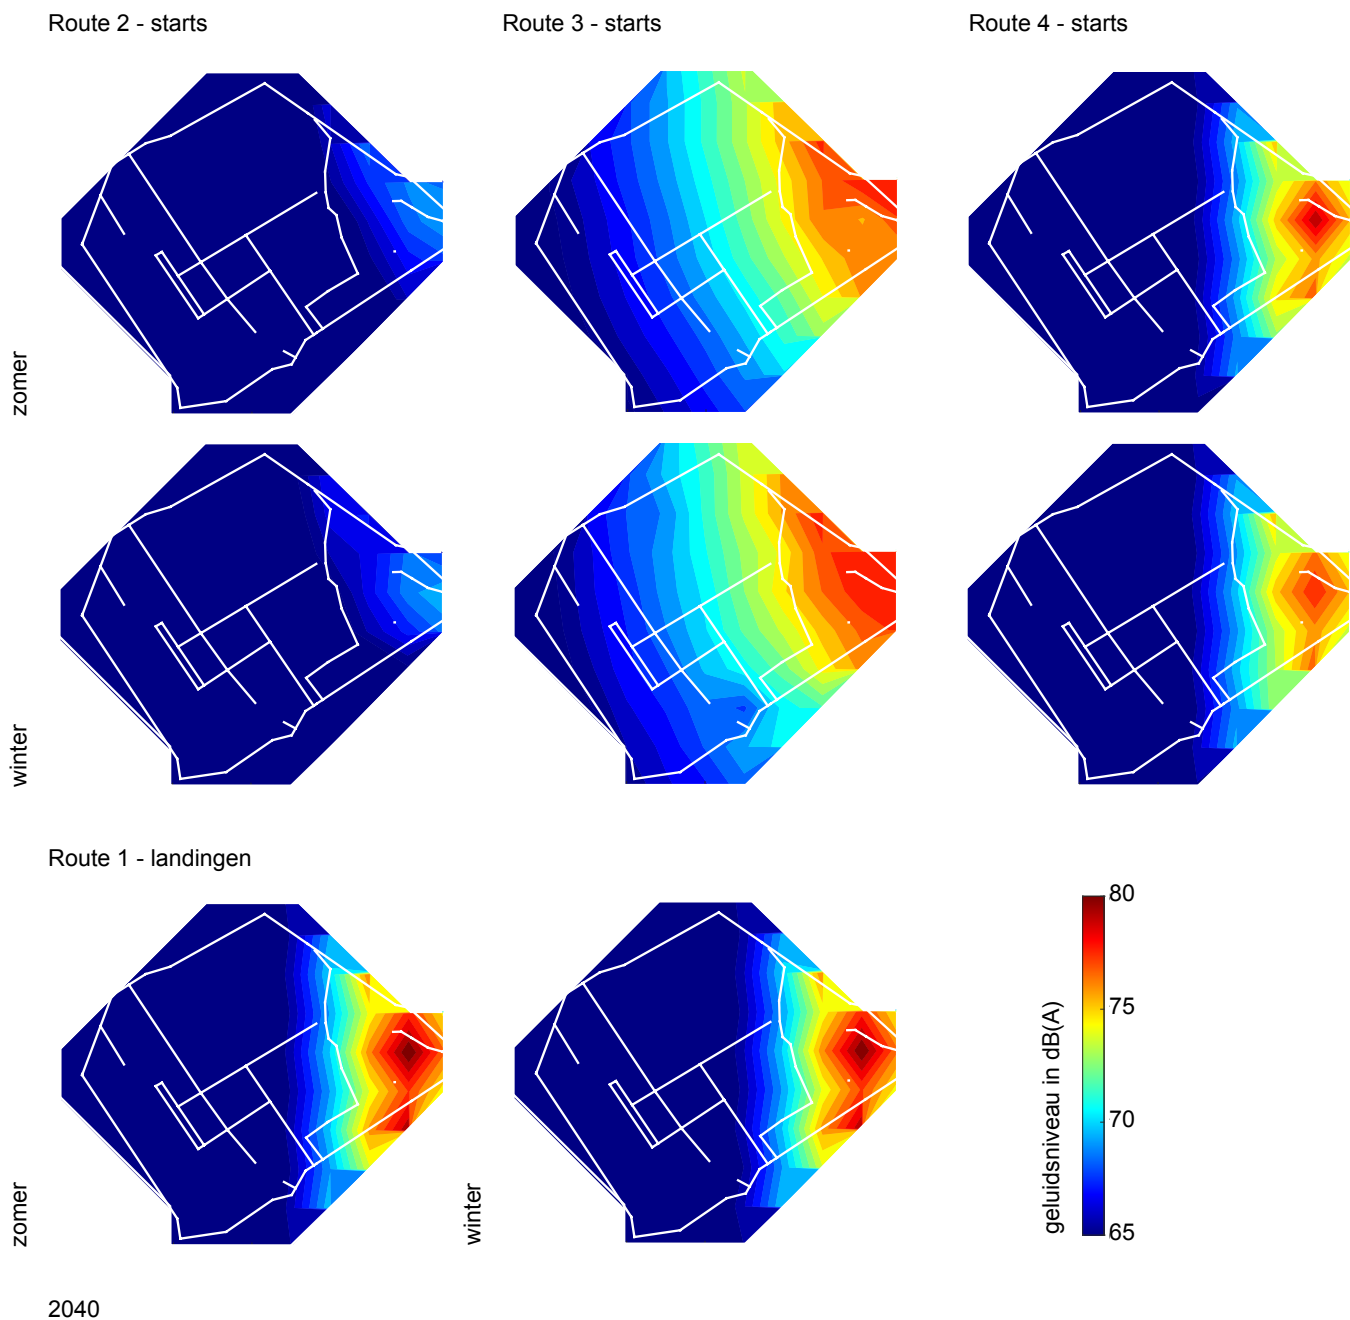 Route 2 - starts
Route 3 - starts
Route 4 - starts
zomer
winter
Route 1 - landingen
zomer
winter
geluidsniveau in dB(A)
80
75
70
65
2040